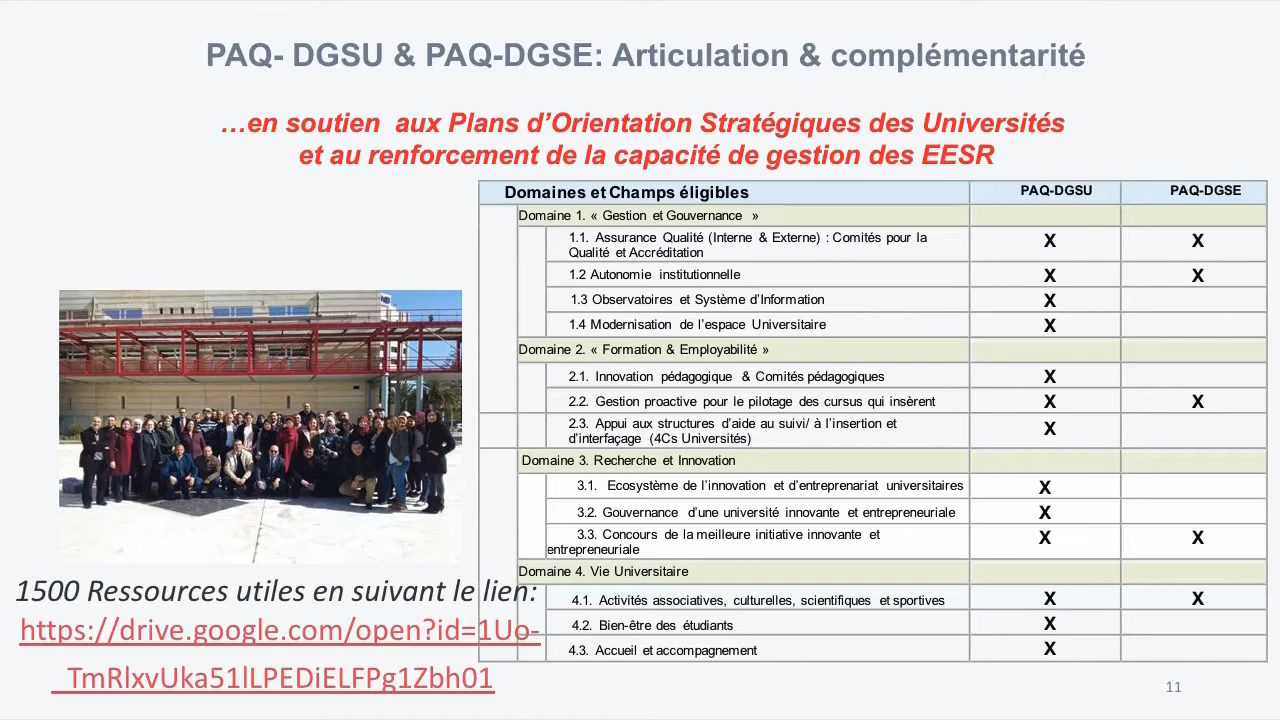 PAQ- DGSU & PAQ-DGSE: Articulation & complémentarité
…en soutien aux Plans d’Orientation Stratégiques des Universités
et au renforcement de la capacité de gestion des EESR
Domaines et Champs éligibles PAQ-DGSU PAQ-DGSE
Domaine 1. « Gestion et Gouvernance »
1.1. Assurance Qualité (Interne & Externe) : Comités pour la
Qualité et Accréditation X X
1.2 Autonomie institutionnelle X X
1.3 Observatoires et Système d’Information X
1.4 Modernisation de l’espace Universitaire X
Domaine 2. « Formation & Employabilité »
2.1. Innovation pédagogique & Comités pédagogiques X
2.2. Gestion proactive pour le pilotage des cursus qui insèrent X X
2.3. Appui aux structures d’aide au suivi/ à l’insertion et
d’interfaçage (4Cs Universités) X
Domaine 3. Recherche et Innovation
3.1. Ecosystème de l’innovation et d’entreprenariat universitaires X
3.2. Gouvernance d’une université innovante et entrepreneuriale X
3.3. Concours de la meilleure initiative innovante et
entrepreneuriale X X
Domaine 4. Vie Universitaire
4.1. Activités associatives, culturelles, scientifiques et sportives X X
4.2. Bien-être des étudiants X
4.3. Accueil et accompagnement X
1500 Ressources utiles en suivant le lien:
https://drive.google.com/open?id=1Uo-
_TmRlxvUka51lLPEDiELFPg1Zbh01
11